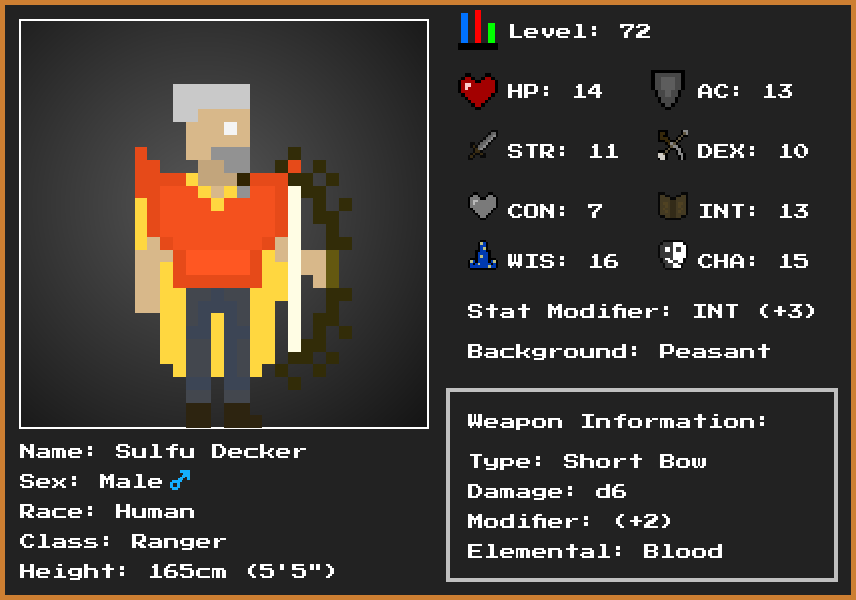 Level: 72
HP: 14 AC: 13
STR: 11 DEX: 10
CON: 7 INT: 13
WIS: 16 CHA: 15
Stat Modifier: INT (+3)
Background: Peasant
Weapon Information:
Type: Short Bow
Damage: d6
Modifier: (+2)
Elemental: Blood
Name: Sulfu Decker
Sex: Male ♂
Race: Human
Class: Ranger
Height: 165cm (5'5")